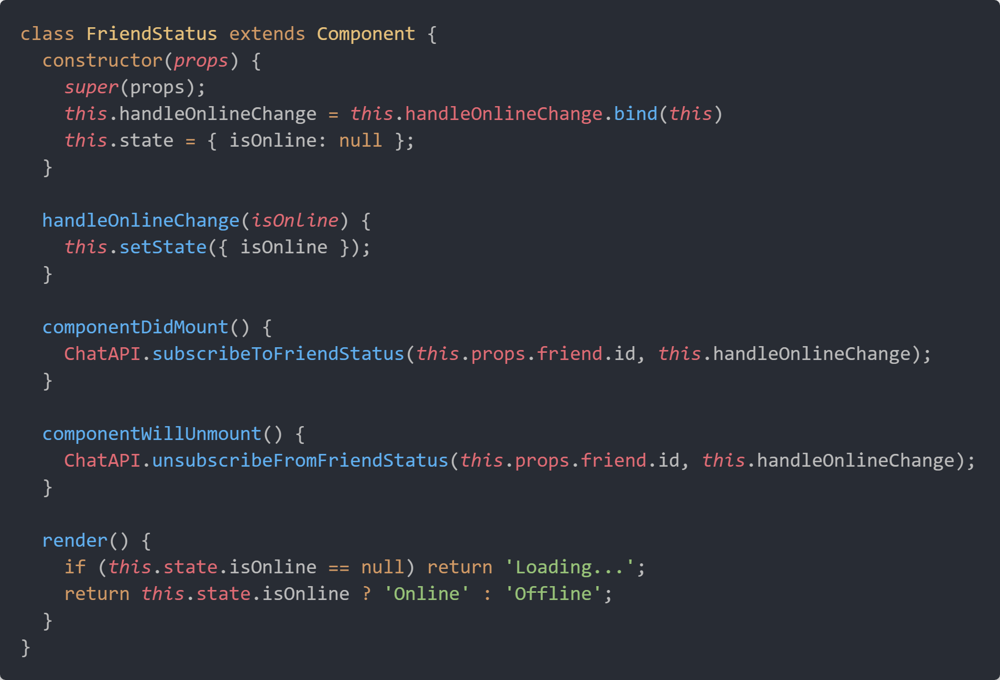 class FriendStatus extends Component {
  constructor(props) {
    super(props);
    this.handleOnlineChange = this.handleOnlineChange.bind(this)
    this.state = { isOnline: null };
  }

  handleOnlineChange(isOnline) {
    this.setState({ isOnline });
  }

  componentDidMount() {
    ChatAPI.subscribeToFriendStatus(this.props.friend.id, this.handleOnlineChange);
  }

  componentWillUnmount() {
    ChatAPI.unsubscribeFromFriendStatus(this.props.friend.id, this.handleOnlineChange);
  }

  render() {
    if (this.state.isOnline == null) return 'Loading...';
    return this.state.isOnline ? 'Online' : 'Offline';
  }
}